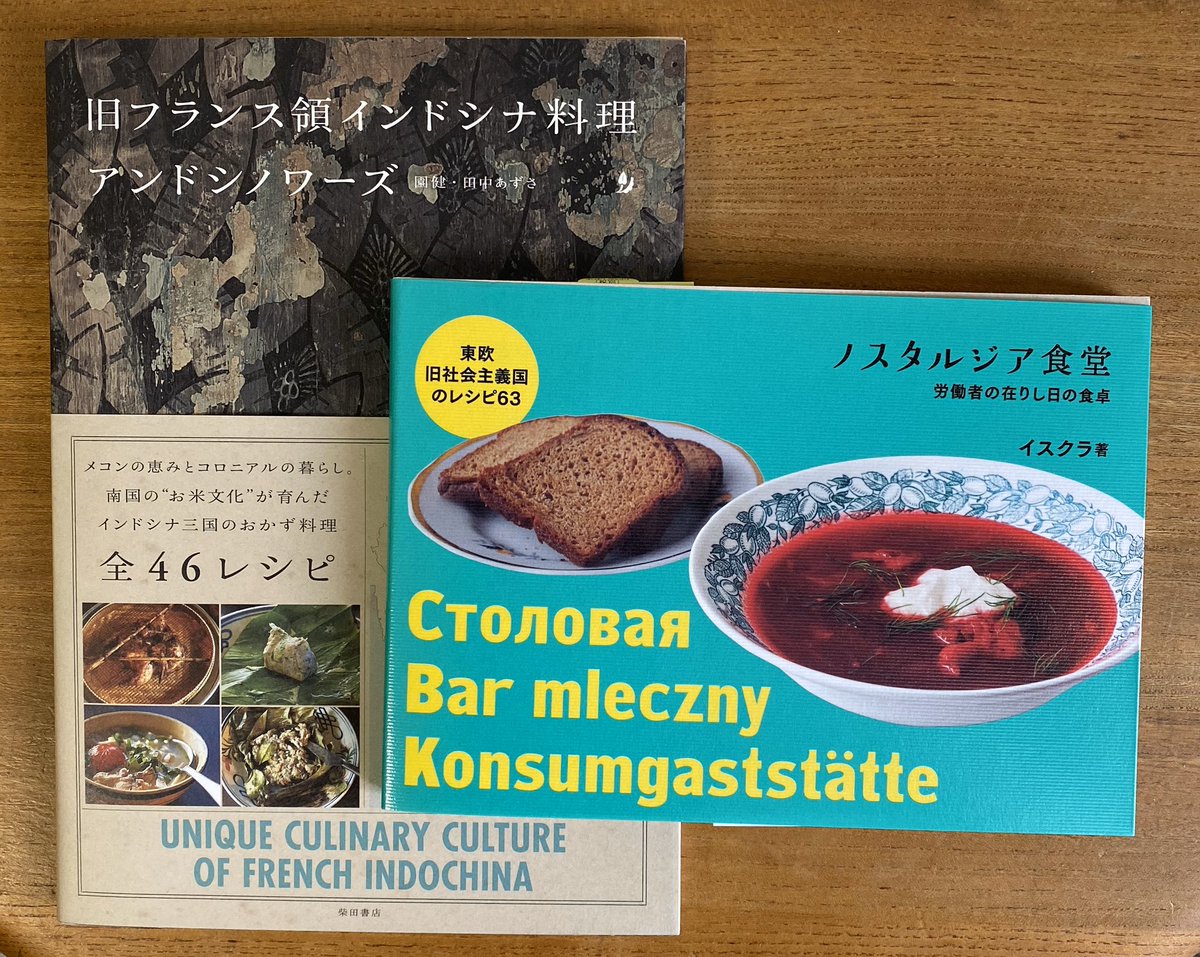 旧フランス領インドシナ料理
アンドシノワーズ 園健・田中あずさ
メコンの恵みとコロニアルの暮らし。
南国の“お米文化”が育んだ
インドシナ三国のおかず料理
全46レシピ
UNIQUE CULINARY CULTURE
OF FRENCH INDOCHINA
柴田書店
東欧
旧社会主義国
のレシピ63
ノスタルジア食堂
労働者の在りし日の食卓
イスクラ著
Столовая
Bar mleczny
Konsumgaststätte